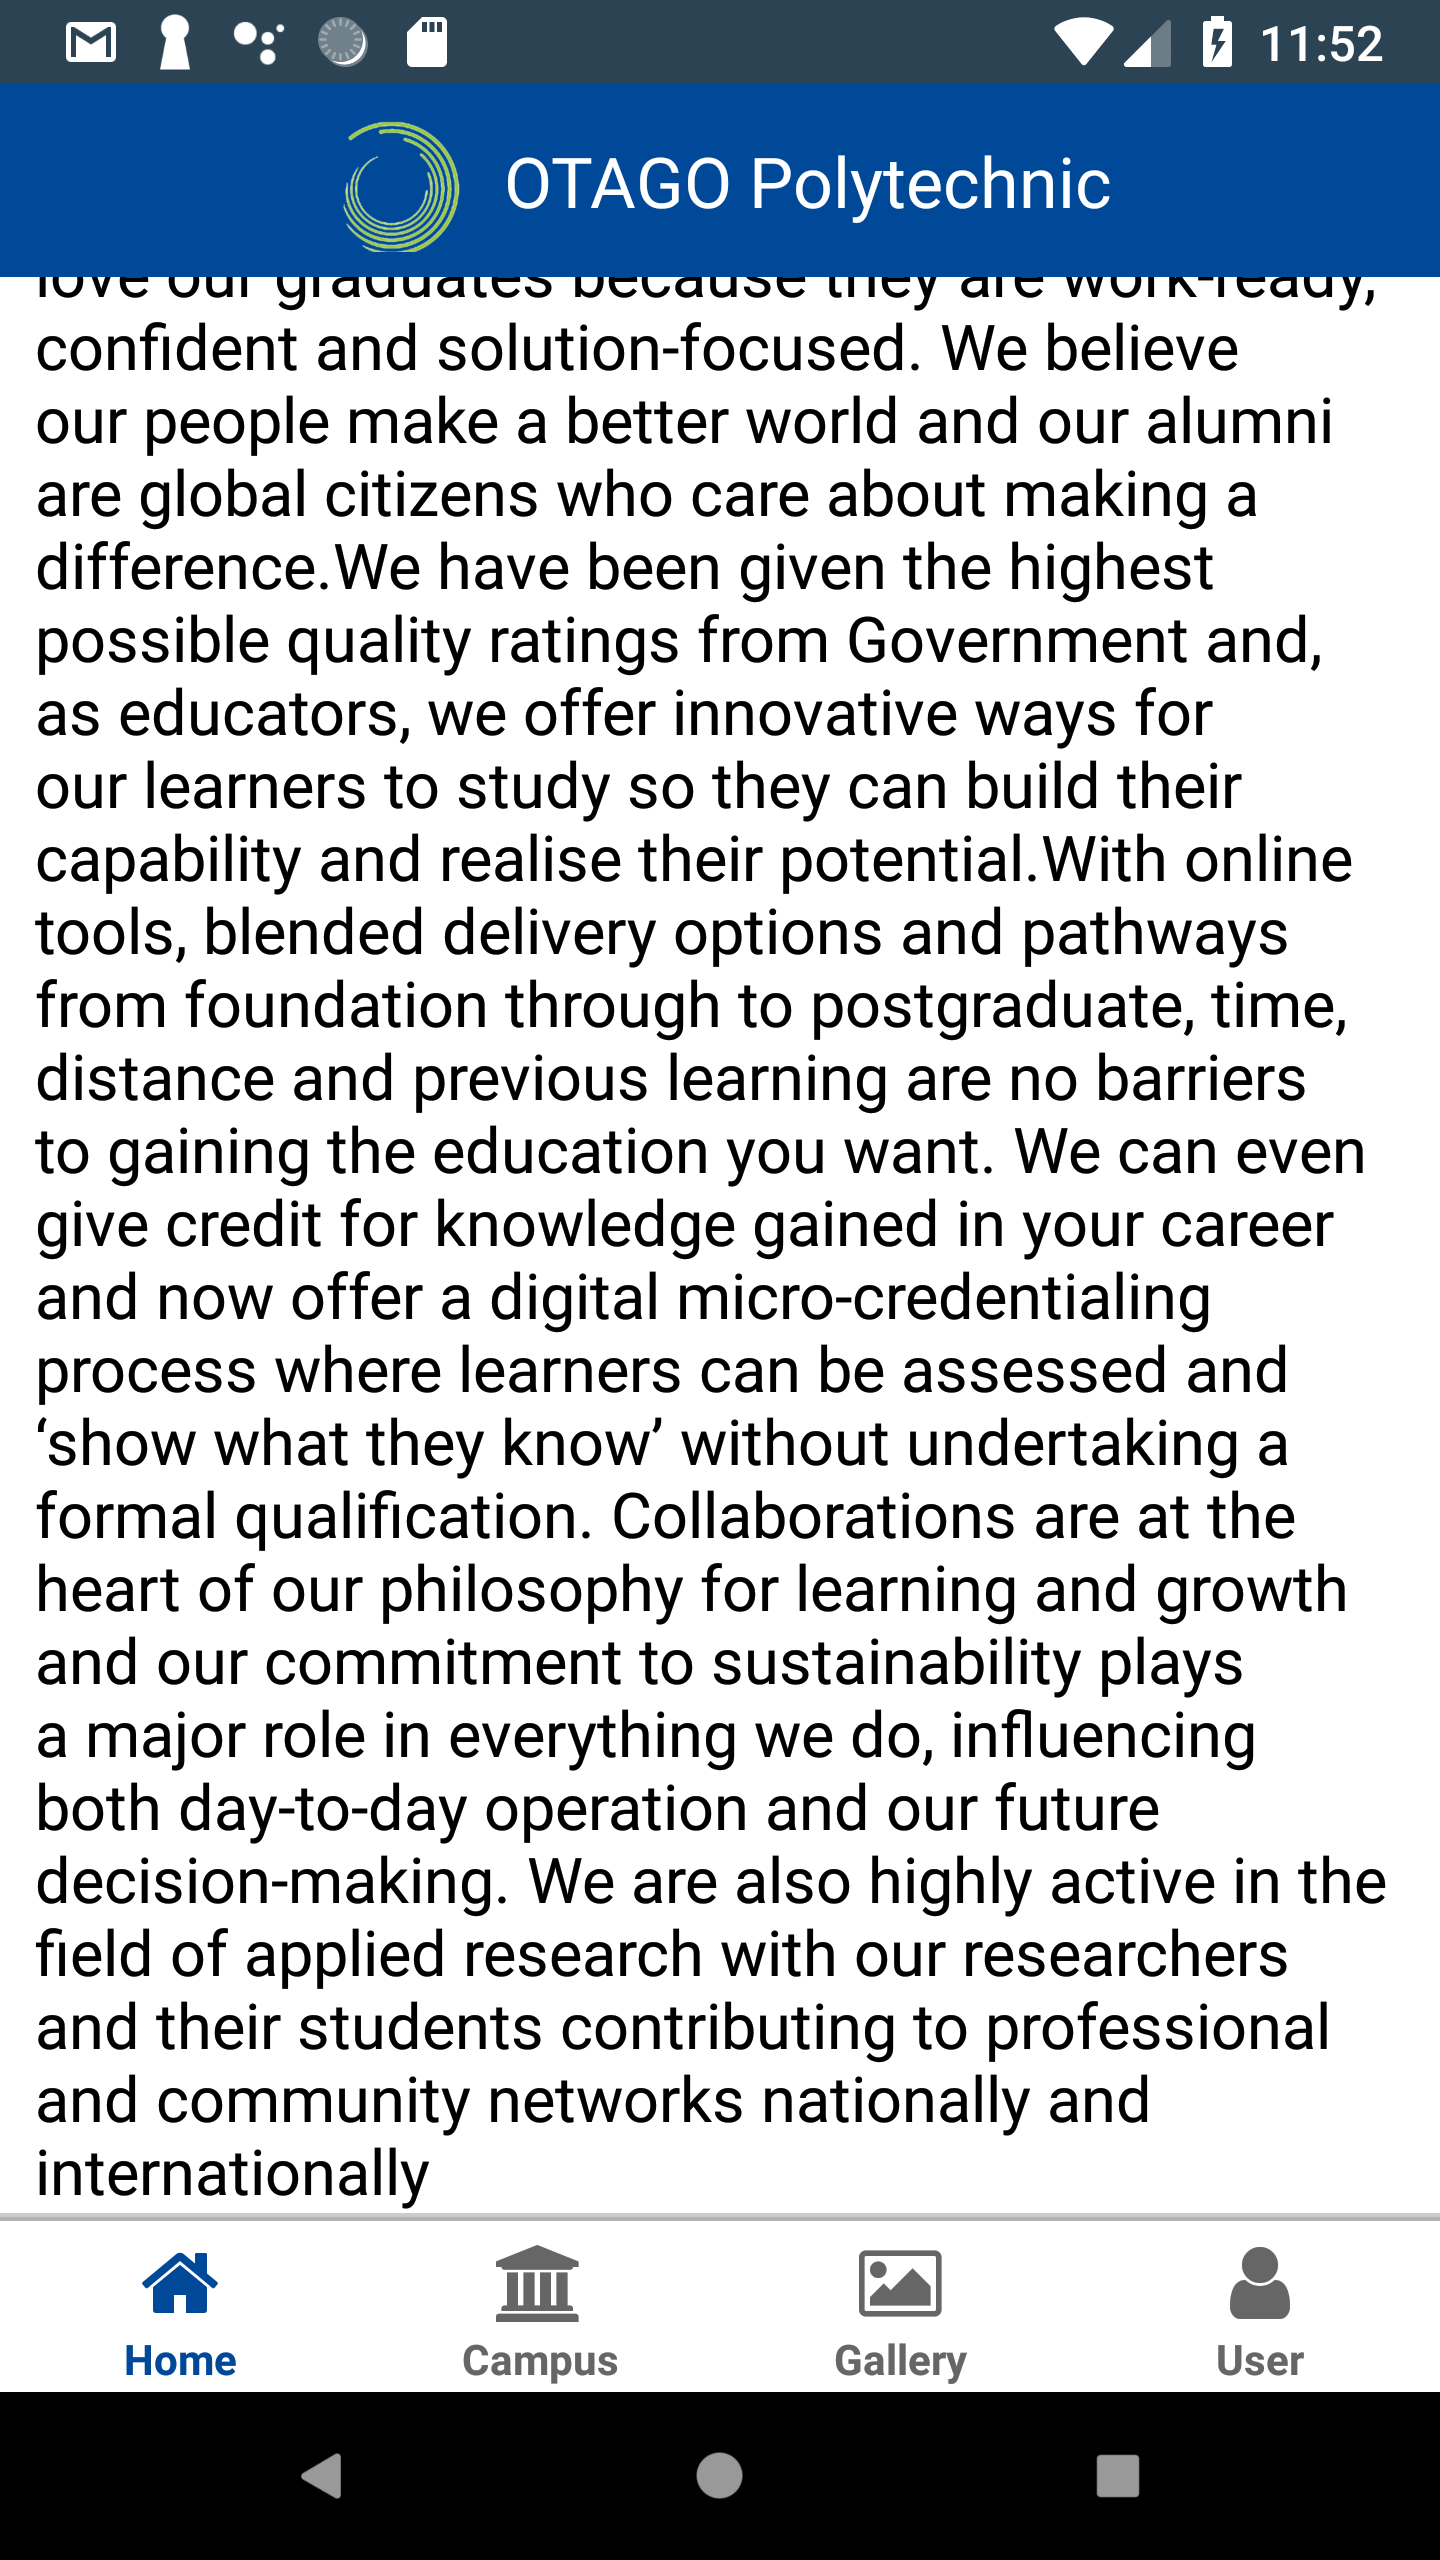 11:52
OTAGO Polytechnic
love our graduates because they are work-ready,
confident and solution-focused. We believe
our people make a better world and our alumni
are global citizens who care about making a
difference.We have been given the highest
possible quality ratings from Government and,
as educators, we offer innovative ways for
our learners to study so they can build their
capability and realise their potential.With online
tools, blended delivery options and pathways
from foundation through to postgraduate, time,
distance and previous learning are no barriers
to gaining the education you want. We can even
give credit for knowledge gained in your career
and now offer a digital micro-credentialing
process where learners can be assessed and
‘show what they know’ without undertaking a
formal qualification. Collaborations are at the
heart of our philosophy for learning and growth
and our commitment to sustainability plays
a major role in everything we do, influencing
both day-to-day operation and our future
decision-making. We are also highly active in the
field of applied research with our researchers
and their students contributing to professional
and community networks nationally and
internationally
Home Campus Gallery User